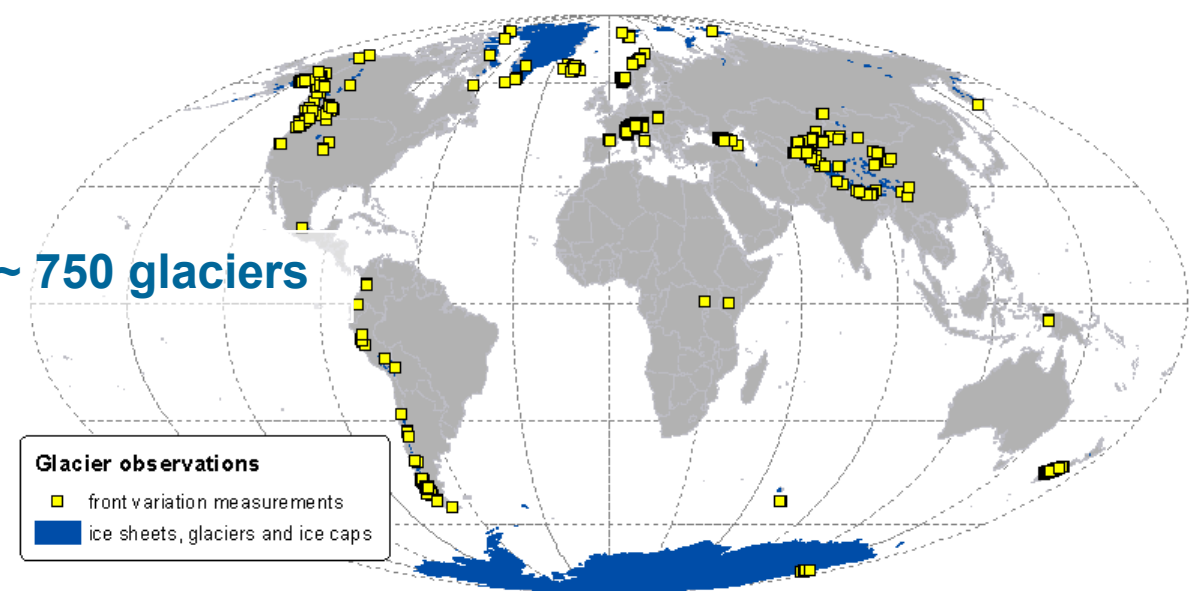 ~ 750 glaciers
Glacier observations
front variation measurements
ice sheets, glaciers and ice caps